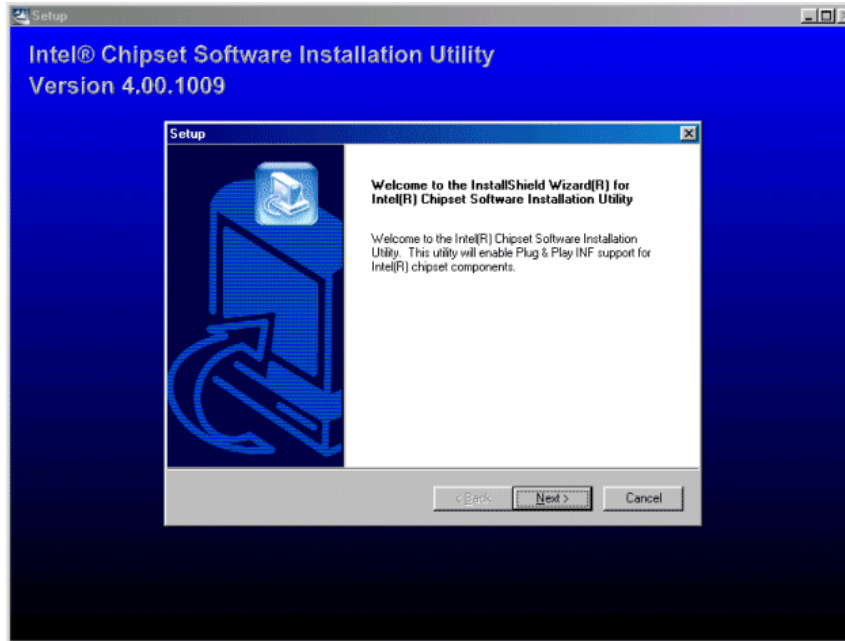 Setup
Intel® Chipset Software Installation Utility
Version 4.00.1009
Setup
Welcome to the InstallShield Wizard(R) for
Intel(R) Chipset Software Installation Utility
Welcome to the Intel(R) Chipset Software Installation
Utility. This utility will enable Plug & Play INF support for
Intel(R) chipset components.
< Back
Next >
Cancel